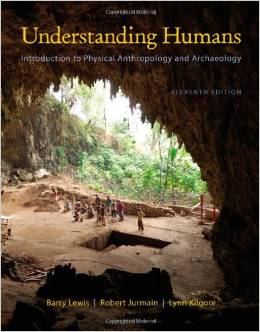 Understanding Humans
Introduction to Physical Anthropology and Archaeology
ELEVENTH EDITION
Barry Lewis | Robert Jurmain | Lynn Kilgore